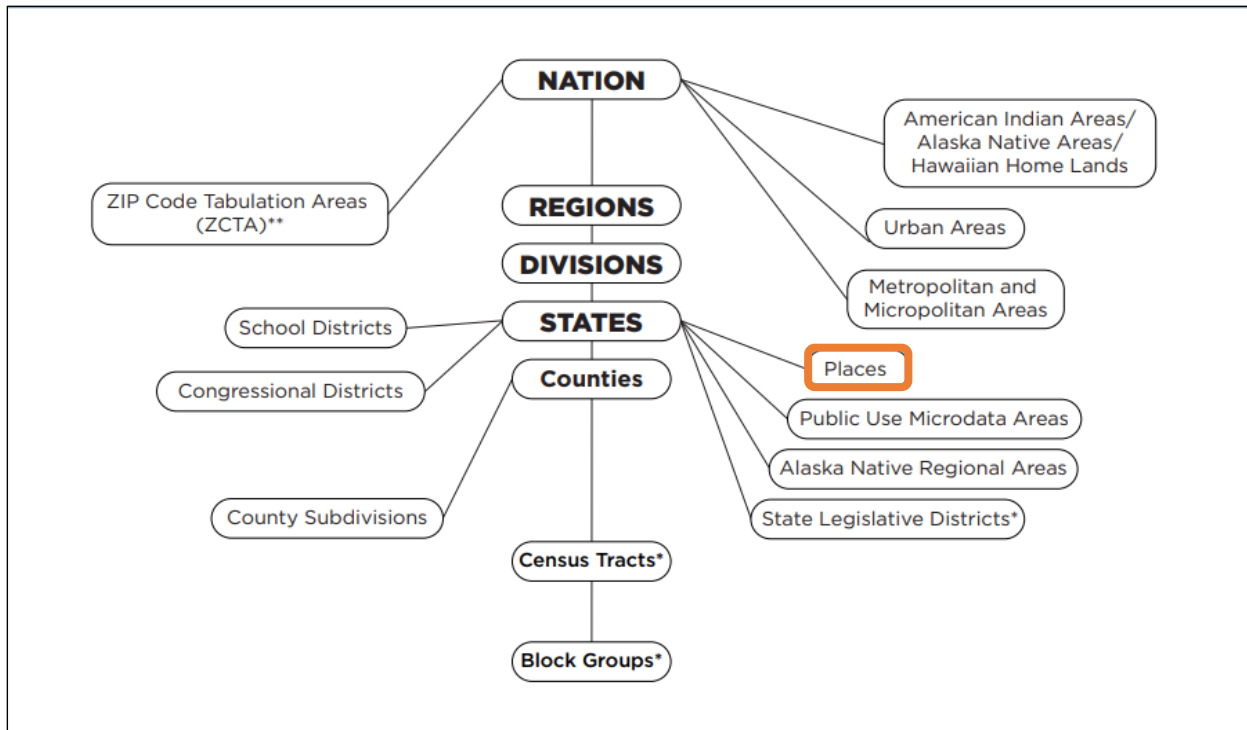 NATION
American Indian Areas/
Alaska Native Areas/
Hawaiian Home Lands
ZIP Code Tabulation Areas
(ZCTA)**
REGIONS
Urban Areas
DIVISIONS
Metropolitan and
Micropolitan Areas
School Districts
STATES
Places
Congressional Districts
Counties
Public Use Microdata Areas
Alaska Native Regional Areas
County Subdivisions
State Legislative Districts*
Census Tracts*
Block Groups*